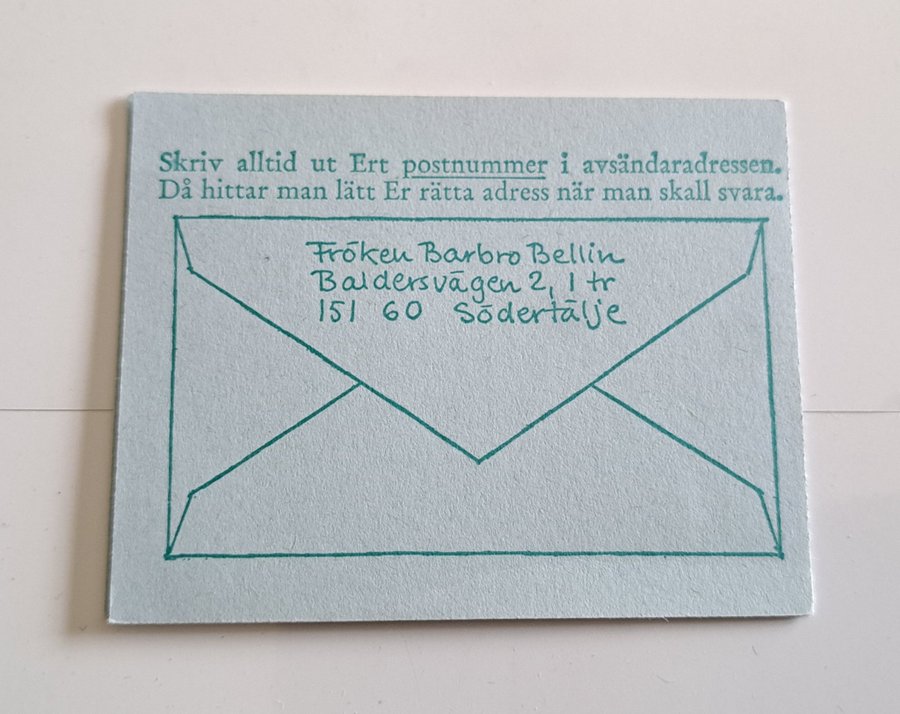 Skriv alltid ut Ert postnummer i avsändaradressen.
Då hittar man lätt Er rätta adress när man skall svara.
Fröken Barbro Bellin
Baldersvägen 2, 1 tr
151 60 Södertälje